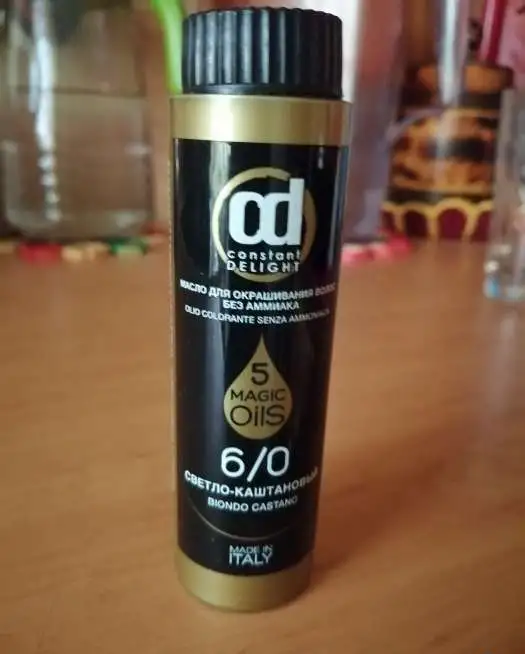 cd
constant
DELIGHT
МАСЛО ДЛЯ ОКРАШИВАНИЯ ВОЛОС
БЕЗ АММИАКА
OLIO COLORANTE SENZA AMMONIACA
5
MAGIC
OilS
6/0
СВЕТЛО-КАШТАНОВЫЙ
BIONDO CASTANO
MADE IN
ITALY